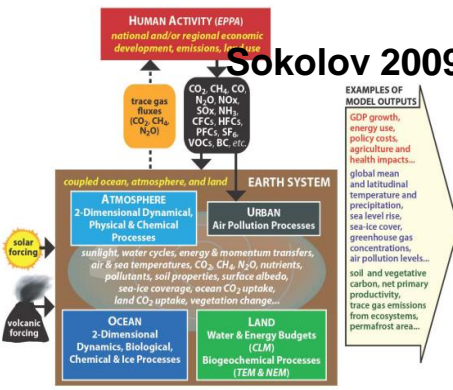 HUMAN ACTIVITY (EPPA)
national and/or regional economic
development, emissions, land use
Sokolov 2009
trace gas
fluxes
(CO₂, CH₄,
N₂O)
CO₂, CH₄, CO,
N₂O, NOx,
SOx, NH₃,
CFCs, HFCs,
PFCs, SF₆,
VOCs, BC, etc.
coupled ocean, atmosphere, and land
EARTH SYSTEM
ATMOSPHERE
2-Dimensional Dynamical,
Physical & Chemical
Processes
URBAN
Air Pollution Processes
solar
forcing
volcanic
forcing
sunlight, water cycles, energy & momentum transfers,
air & sea temperatures, CO₂, CH₄, N₂O, nutrients,
pollutants, soil properties, surface albedo,
sea-ice coverage, ocean CO₂ uptake,
land CO₂ uptake, vegetation change...
OCEAN
2-Dimensional
Dynamics, Biological,
Chemical & Ice Processes
LAND
Water & Energy Budgets
(CLM)
Biogeochemical Processes
(TEM & NEM)
EXAMPLES OF
MODEL OUTPUTS
GDP growth,
energy use,
policy costs,
agriculture and
health impacts...
global mean
and latitudinal
temperature and
precipitation,
sea level rise,
sea-ice cover,
greenhouse gas
concentrations,
air pollution levels...
soil and vegetative
carbon, net primary
productivity,
trace gas emissions
from ecosystems,
permafrost area...